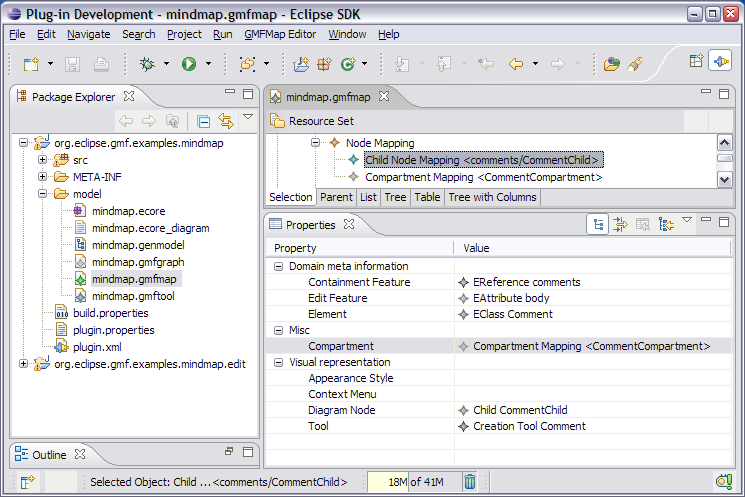 Plug-in Development - mindmap.gmfmap - Eclipse SDK
File Edit Navigate Search Project Run GMFMap Editor Window Help
Package Explorer
org.eclipse.gmf.examples.mindmap
src
META-INF
model
mindmap.ecore
mindmap.ecore_diagram
mindmap.genmodel
mindmap.gmfgraph
mindmap.gmfmap
mindmap.gmftool
build.properties
plugin.properties
plugin.xml
org.eclipse.gmf.examples.mindmap.edit
Outline
mindmap.gmfmap
Resource Set
Node Mapping
Child Node Mapping <comments/CommentChild>
Compartment Mapping <CommentCompartment>
Selection Parent List Tree Table Tree with Columns
Properties
Property Value
Domain meta information
Containment Feature EReference comments
Edit Feature EAttribute body
Element EClass Comment
Misc
Compartment Compartment Mapping <CommentCompartment>
Visual representation
Appearance Style
Context Menu
Diagram Node Child CommentChild
Tool Creation Tool Comment
Selected Object: Child ...<comments/CommentChild> 18M of 41M